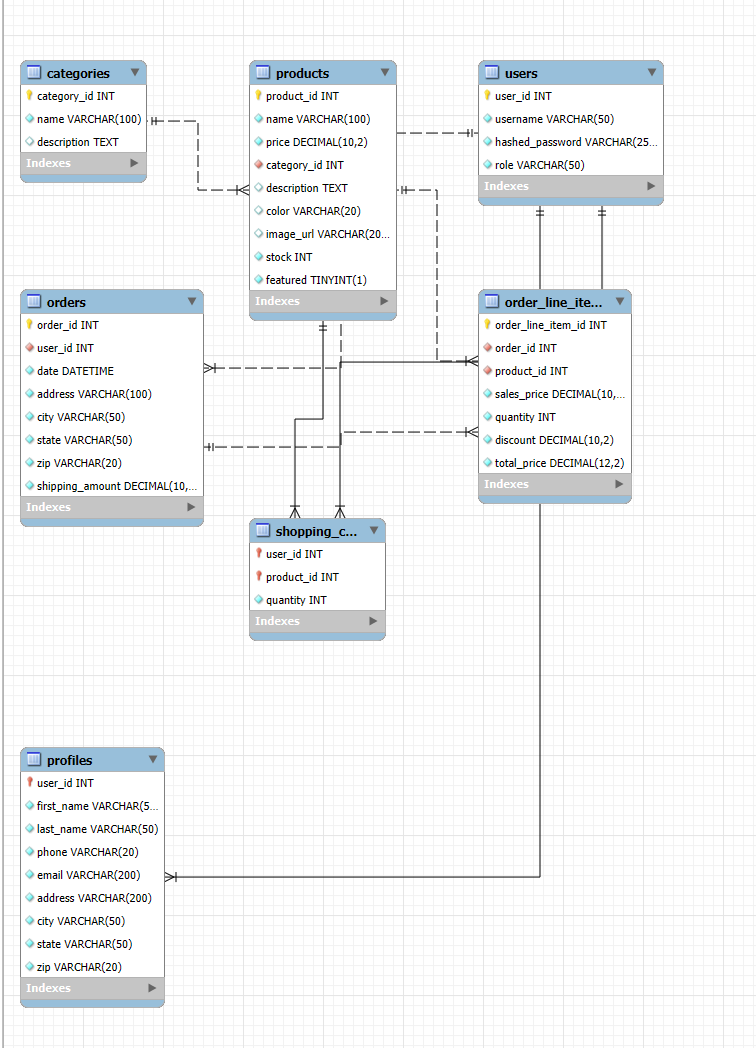 categories
category_id INT
name VARCHAR(100)
description TEXT
Indexes
products
product_id INT
name VARCHAR(100)
price DECIMAL(10,2)
category_id INT
description TEXT
color VARCHAR(20)
image_url VARCHAR(20...
stock INT
featured TINYINT(1)
Indexes
users
user_id INT
username VARCHAR(50)
hashed_password VARCHAR(25...
role VARCHAR(50)
Indexes
orders
order_id INT
user_id INT
date DATETIME
address VARCHAR(100)
city VARCHAR(50)
state VARCHAR(50)
zip VARCHAR(20)
shipping_amount DECIMAL(10,...
Indexes
order_line_ite...
order_line_item_id INT
order_id INT
product_id INT
sales_price DECIMAL(10,...
quantity INT
discount DECIMAL(10,2)
total_price DECIMAL(12,2)
Indexes
shopping_c...
user_id INT
product_id INT
quantity INT
Indexes
profiles
user_id INT
first_name VARCHAR(5...
last_name VARCHAR(50)
phone VARCHAR(20)
email VARCHAR(200)
address VARCHAR(200)
city VARCHAR(50)
state VARCHAR(50)
zip VARCHAR(20)
Indexes